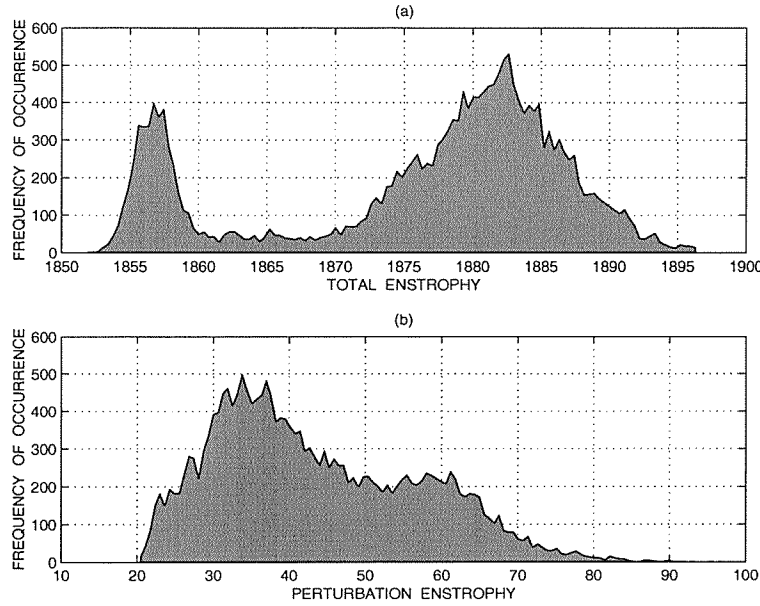 (a)
FREQUENCY OF OCCURRENCE
600
500
400
300
200
100
0
1850 1855 1860 1865 1870 1875 1880 1885 1890 1895 1900
TOTAL ENSTROPHY
(b)
FREQUENCY OF OCCURRENCE
600
500
400
300
200
100
0
10 20 30 40 50 60 70 80 90 100
PERTURBATION ENSTROPHY